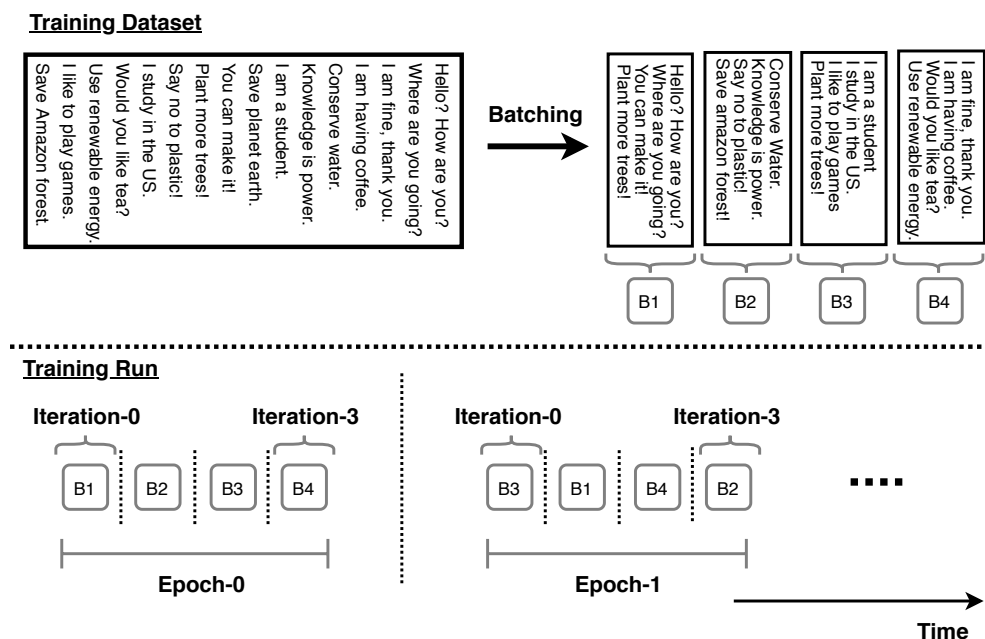 Training Dataset
Hello? How are you?
Where are you going?
I am fine, thank you.
I am having coffee.
Conserve water.
Knowledge is power.
I am a student.
Save planet earth.
You can make it!
Plant more trees!
Say no to plastic!
I study in the US.
Would you like tea?
Use renewable energy.
I like to play games.
Save Amazon forest.
Batching
Hello? How are you?
Where are you going?
You can make it!
Plant more trees!
B1
Conserve Water.
Knowledge is power.
Say no to plastic!
Save amazon forest!
B2
I am a student
I study in the US.
I like to play games
Plant more trees!
B3
I am fine, thank you.
I am having coffee.
Would you like tea?
Use renewable energy.
B4
Training Run
Iteration-0
Iteration-3
B1
B2
B3
B4
Epoch-0
Iteration-0
Iteration-3
B3
B1
B4
B2
Epoch-1
Time